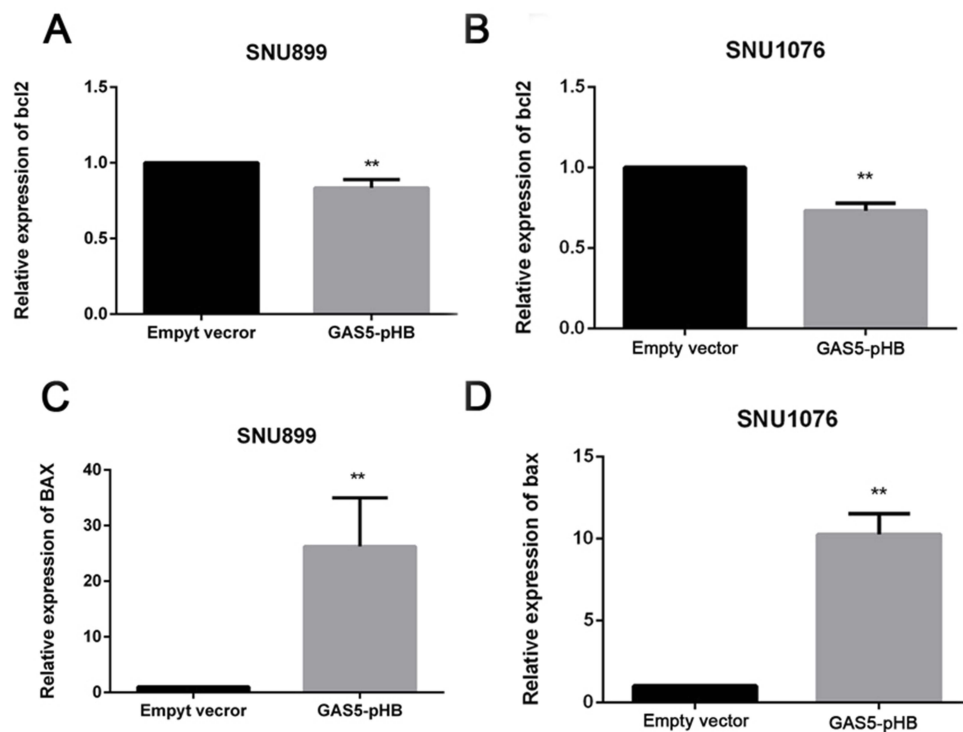 A
SNU899
Relative expression of bcl2
1.5
1.0
0.5
0.0
**
Empyt vecror
GAS5-pHB
B
SNU1076
Relative expression of bcl2
1.5
1.0
0.5
0.0
**
Empty vector
GAS5-pHB
C
SNU899
Relative expression of BAX
40
30
20
10
0
**
Empyt vecror
GAS5-pHB
D
SNU1076
Relative expression of bax
15
10
5
0
**
Empty vector
GAS5-pHB